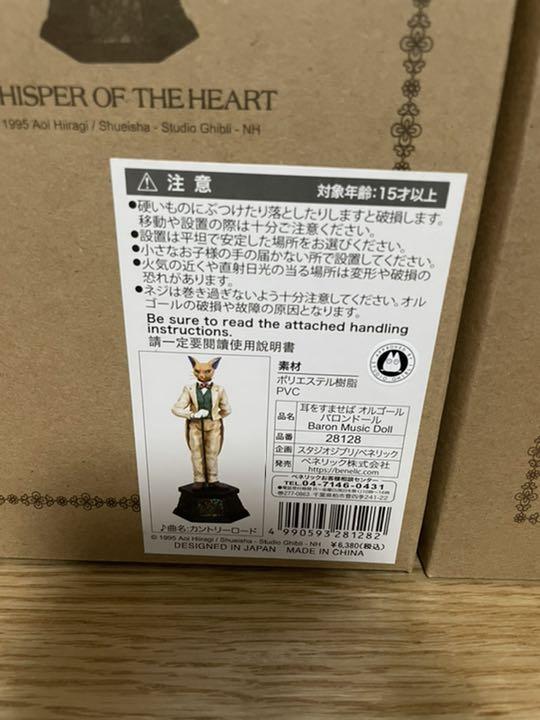 HISPER OF THE HEART
1995 Aoi Hiiragi / Shueisha - Studio Ghibli - NH
注意
対象年齢:15才以上
●硬いものにぶつけたり落としたりしますと破損します。
移動や設置の際は十分ご注意ください。
●設置は平坦で安定した場所をお選びください。
●小さなお子様の手の届かない所で設置してください。
●火気の近くや直射日光の当る場所は変形や破損の
恐れがあります。
●ネジは巻き過ぎないよう十分注意してください。オル
ゴールの破損や故障の原因となります。
Be sure to read the attached handling
instructions.
請一定要閱讀使用說明書
素材
ポリエステル樹脂
PVC
品名 耳をすませば オルゴール
バロンドール
Baron Music Doll
品番 28128
企画 スタジオジブリ/ベネリック
発売 ベネリック株式会社
https://benelic.com
ベネリックお客様相談センター
TEL 04-7146-0431
〒277-0863 千葉県柏市豊四季241-22
♪曲名:カントリーロード
4 990593 281282
© 1995 Aoi Hiiragi / Shueisha - Studio Ghibli - NH
¥6,380(税込)
DESIGNED IN JAPAN MADE IN CHINA